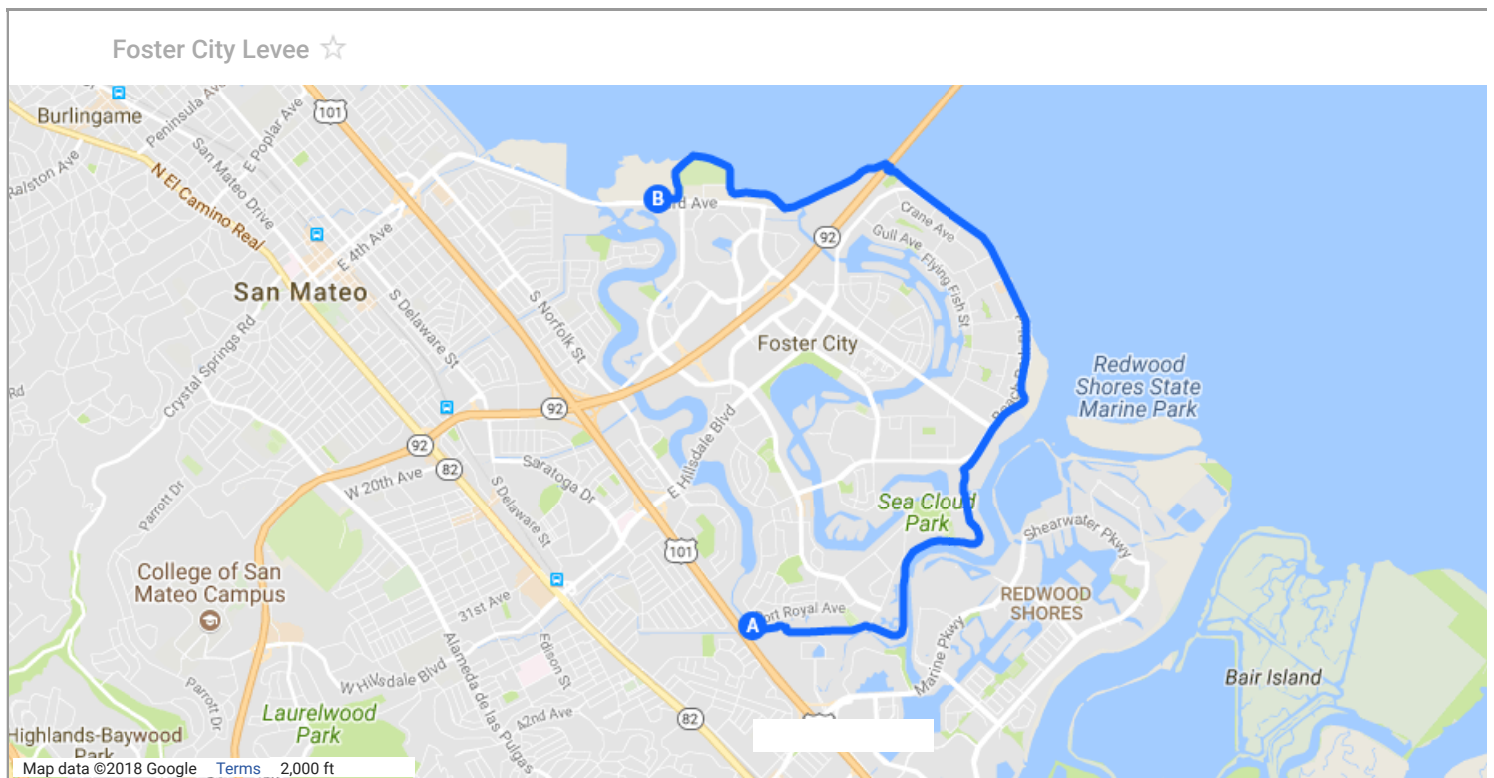 Foster City Levee
Burlingame
Peninsula Ave
E Poplar Ave
101
Ralston Ave
San Mateo Drive
N El Camino Real
E 4th Ave
B
rd Ave
Crane Ave
92
Gull Ave
Flying Fish St
San Mateo
S Delaware St
S Norfolk St
Foster City
Crystal Springs Rd
Rd
Redwood
Shores State
Marine Park
92
92
82
E Hillsdale Blvd
W 20th Ave
Saratoga Dr
Parrott Dr
S Delaware St
Sea Cloud
Park
Shearwater Pkwy
101
College of San
Mateo Campus
31st Ave
REDWOOD
SHORES
A
ort Royal Ave
Edison St
Marine Pkwy
W Hillsdale Blvd
Alameda de las Pulgas
Bair Island
Parrott Dr
42nd Ave
Laurelwood
Park
82
Highlands-Baywood
Park
Map data ©2018 Google Terms 2,000 ft